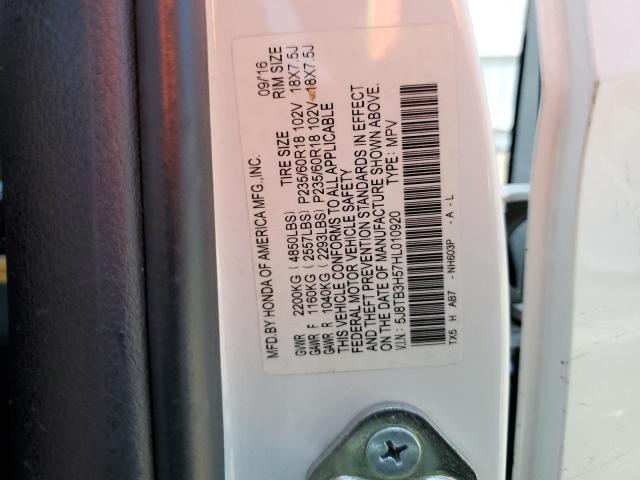 MFD.BY HONDA OF AMERICA MFG.,INC. 09/16
TIRE SIZE RIM SIZE
GVWR 2200KG (4850LBS)
GAWR F 1160KG (2557LBS) P235/60R18 102V 18X7.5J
GAWR R 1040KG (2293LBS) P235/60R18 102V 18X7.5J
THIS VEHICLE CONFORMS TO ALL APPLICABLE
FEDERAL MOTOR VEHICLE SAFETY
AND THEFT PREVENTION STANDARDS IN EFFECT
ON THE DATE OF MANUFACTURE SHOWN ABOVE.
V.I.N: 5J8TB3H57HL010920 TYPE: MPV
TX5 H AB7 - NH603P - A - L